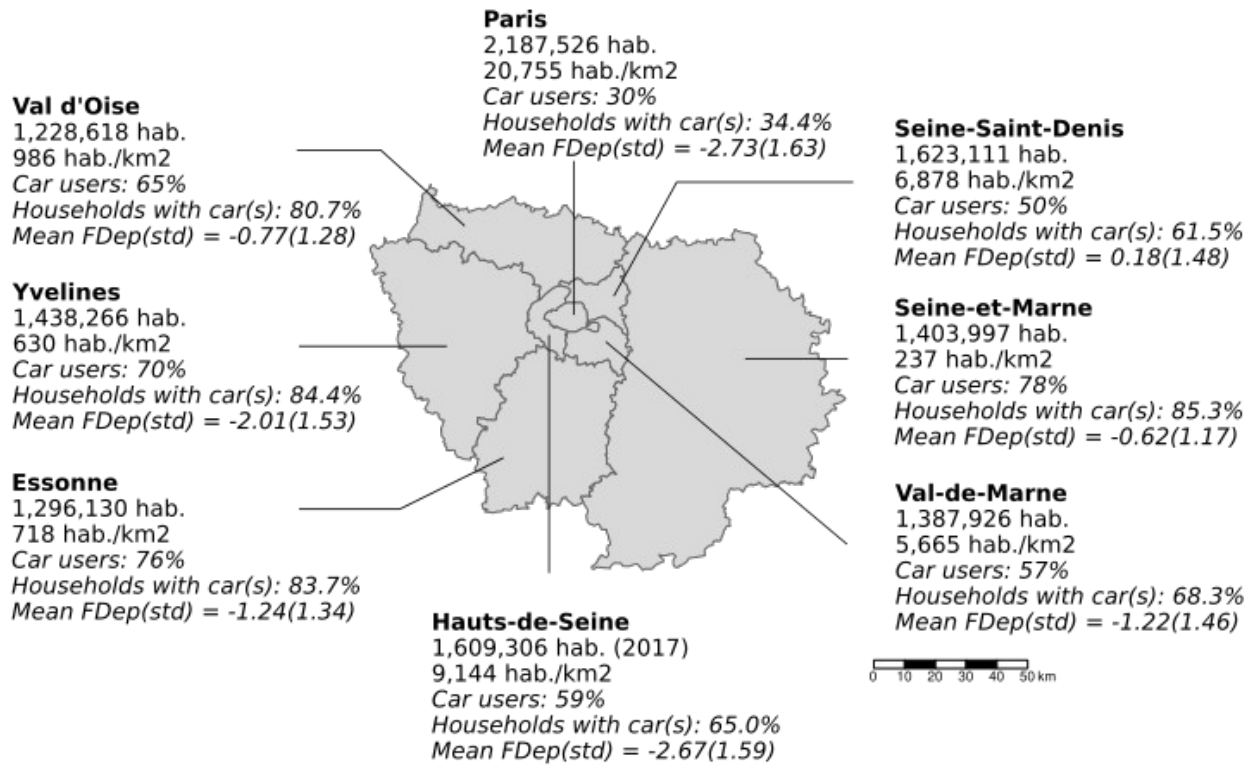 Paris
2,187,526 hab.
20,755 hab./km2
Car users: 30%
Households with car(s): 34.4%
Mean FDep(std) = -2.73(1.63)
Val d'Oise
1,228,618 hab.
986 hab./km2
Car users: 65%
Households with car(s): 80.7%
Mean FDep(std) = -0.77(1.28)
Yvelines
1,438,266 hab.
630 hab./km2
Car users: 70%
Households with car(s): 84.4%
Mean FDep(std) = -2.01(1.53)
Essonne
1,296,130 hab.
718 hab./km2
Car users: 76%
Households with car(s): 83.7%
Mean FDep(std) = -1.24(1.34)
Hauts-de-Seine
1,609,306 hab. (2017)
9,144 hab./km2
Car users: 59%
Households with car(s): 65.0%
Mean FDep(std) = -2.67(1.59)
Seine-Saint-Denis
1,623,111 hab.
6,878 hab./km2
Car users: 50%
Households with car(s): 61.5%
Mean FDep(std) = 0.18(1.48)
Seine-et-Marne
1,403,997 hab.
237 hab./km2
Car users: 78%
Households with car(s): 85.3%
Mean FDep(std) = -0.62(1.17)
Val-de-Marne
1,387,926 hab.
5,665 hab./km2
Car users: 57%
Households with car(s): 68.3%
Mean FDep(std) = -1.22(1.46)
0 10 20 30 40 50 km